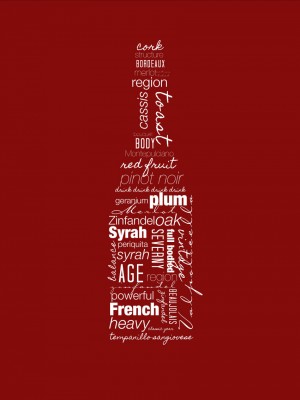 cork
structure
BORDEAUX
merlot
region
cassis
toast
BODY
Montepulciano
red fruit
pinot noir
drink drink drink drink
geranium plum
Merlot
Zinfandel oak
Syrah
SEVERNY
full bodied
vintage
periquita
syrah
balance
AGE
region
powerful
BEAUJOLAIS
French
heavy
classic year
tempranillo sangiovese